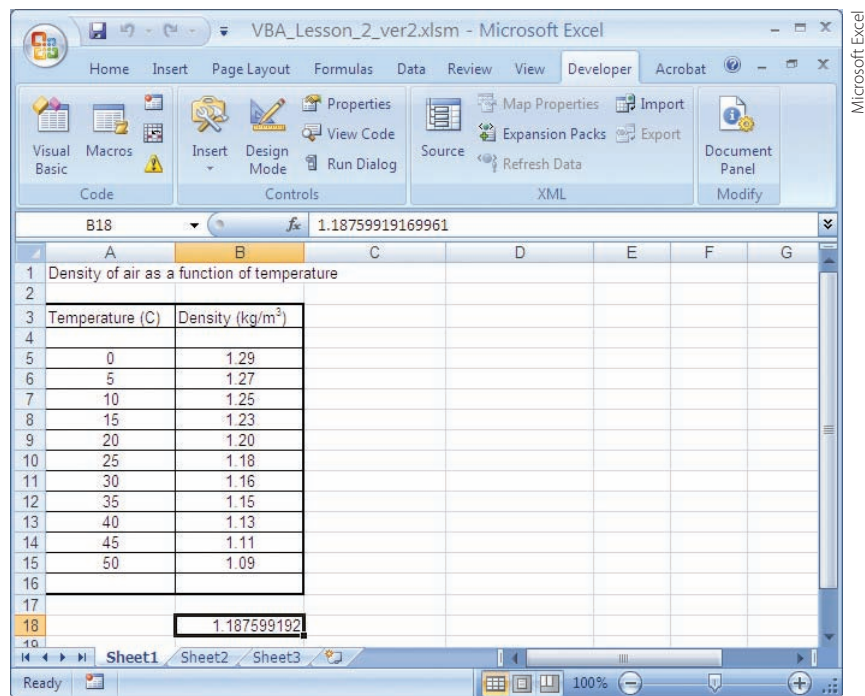 VBA_Lesson_2_ver2.xlsm - Microsoft Excel
Home Insert Page Layout Formulas Data Review View Developer Acrobat
Visual Basic
Macros
Code
Insert
Design Mode
Properties
View Code
Run Dialog
Controls
Source
Map Properties
Expansion Packs
Refresh Data
Import
Export
XML
Document Panel
Modify
B18 fx 1.18759919169961
A B C D E F G
1 Density of air as a function of temperature
2
3 Temperature (C) Density (kg/m³)
4
5 0 1.29
6 5 1.27
7 10 1.25
8 15 1.23
9 20 1.20
10 25 1.18
11 30 1.16
12 35 1.15
13 40 1.13
14 45 1.11
15 50 1.09
16
17
18 1.187599192
19
Sheet1 Sheet2 Sheet3
Ready 100%
Microsoft Excel